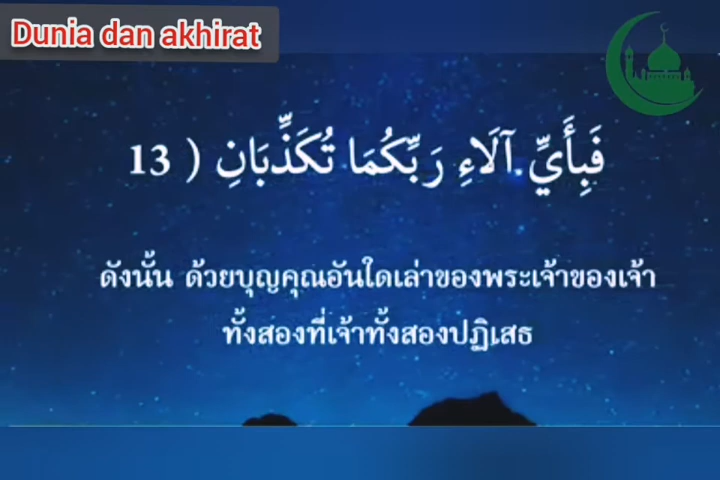 Dunia dan akhirat
فَبِأَيِّ آلَاءِ رَبِّكُمَا تُكَذِّبَانِ ( 13
ดังนั้น ด้วยบุญคุณอันใดเล่าของพระเจ้าของเจ้า
ทั้งสองที่เจ้าทั้งสองปฏิเสธ